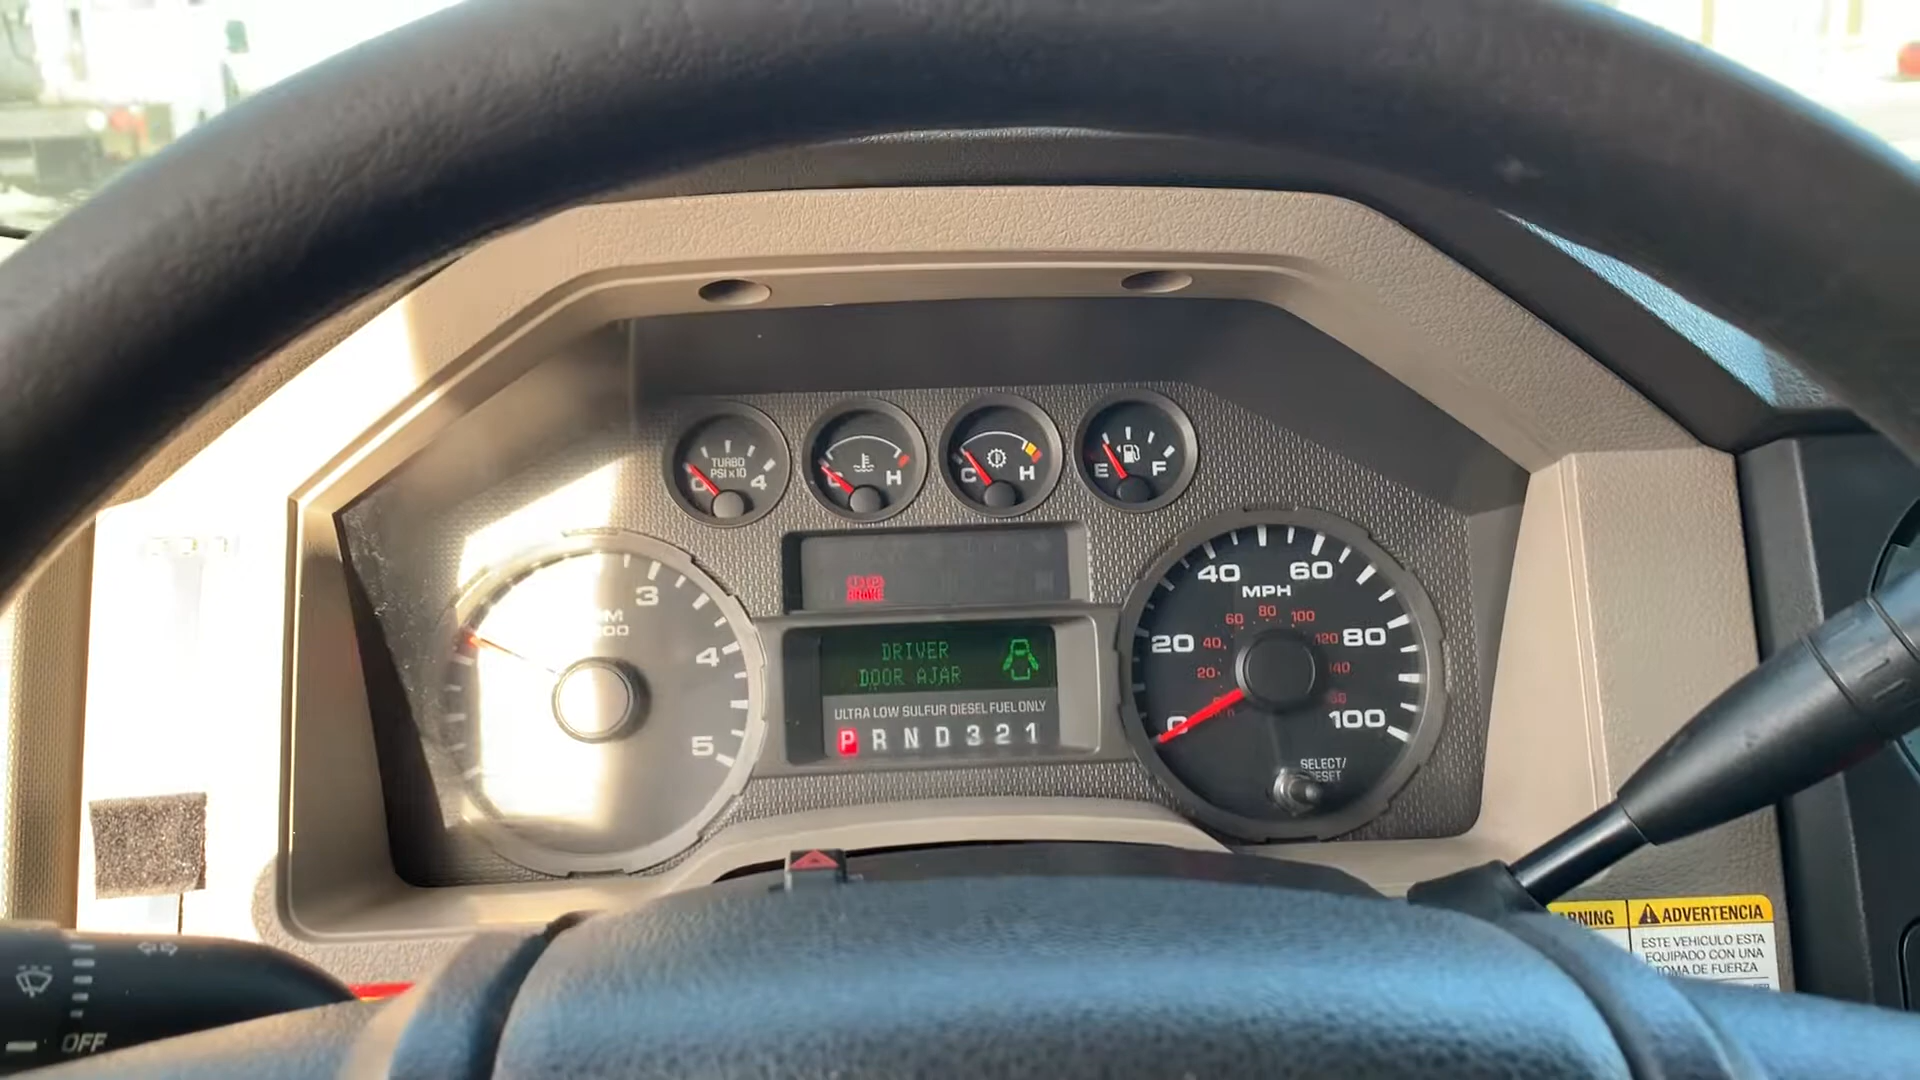 TURBO
PSI x 10
0 4
C H
C H
E F
BRAKE
3
4
5
DRIVER
DOOR AJAR
ULTRA LOW SULFUR DIESEL FUEL ONLY
P R N D 3 2 1
0 20 40 60 80 100
MPH
20 40 60 80 100 120 140
SELECT/
RESET
OFF
ADVERTENCIA
ESTE VEHICULO ESTA
EQUIPADO CON UNA
TOMA DE FUERZA